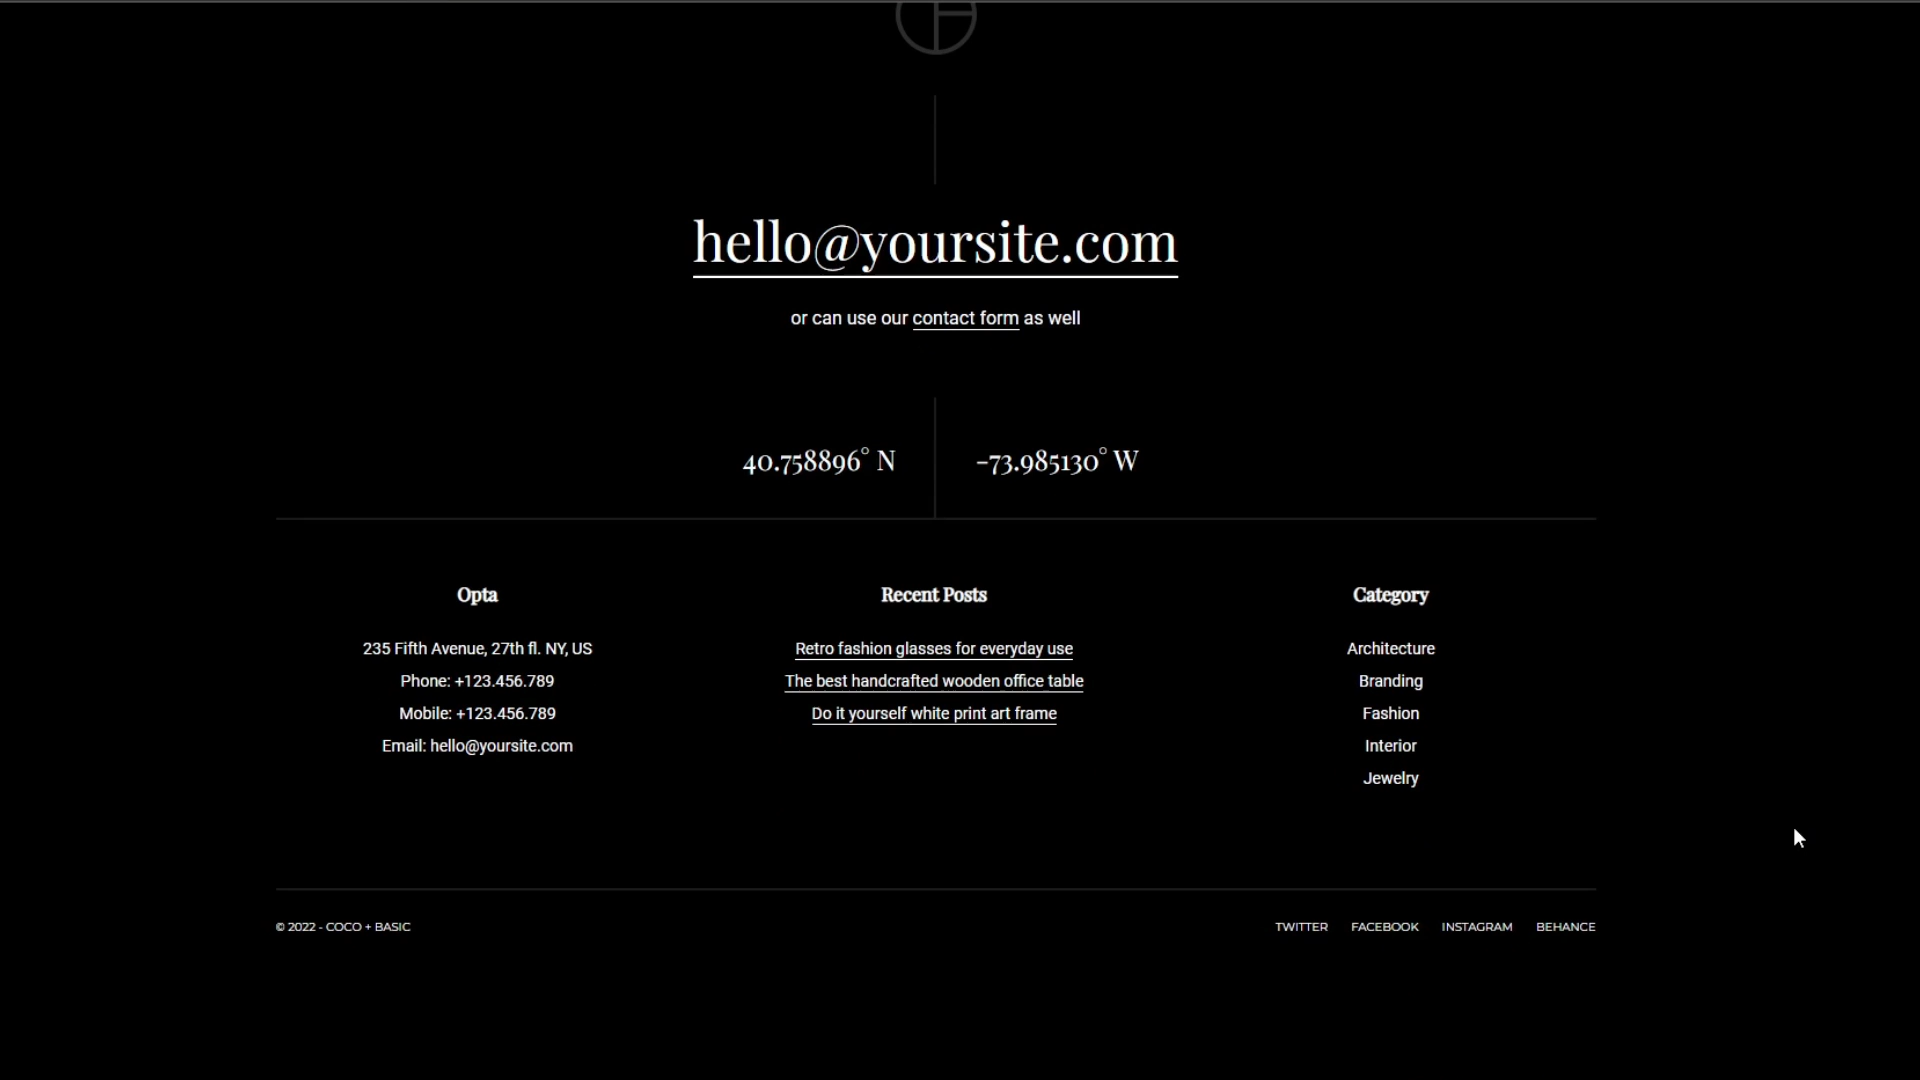 hello@yoursite.com
or can use our contact form as well
40.758896° N
-73.985130° W
Opta
235 Fifth Avenue, 27th fl. NY, US
Phone: +123.456.789
Mobile: +123.456.789
Email: hello@yoursite.com
Recent Posts
Retro fashion glasses for everyday use
The best handcrafted wooden office table
Do it yourself white print art frame
Category
Architecture
Branding
Fashion
Interior
Jewelry
© 2022 - COCO + BASIC
TWITTER FACEBOOK INSTAGRAM BEHANCE